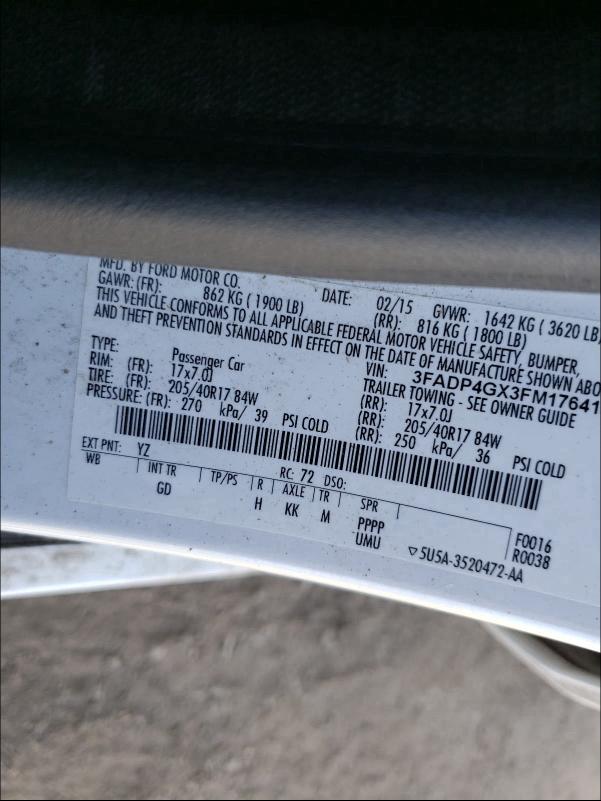 MFD. BY FORD MOTOR CO.
DATE: 02/15 GVWR: 1642 KG ( 3620 LB)
GAWR: (FR): 862 KG ( 1900 LB) (RR): 816 KG ( 1800 LB)
THIS VEHICLE CONFORMS TO ALL APPLICABLE FEDERAL MOTOR VEHICLE SAFETY, BUMPER,
AND THEFT PREVENTION STANDARDS IN EFFECT ON THE DATE OF MANUFACTURE SHOWN ABO
VIN: 3FADP4GX3FM17641
TYPE: Passenger Car TRAILER TOWING - SEE OWNER GUIDE
RIM: (FR): 17x7.0J (RR): 17x7.0J
TIRE: (FR): 205/40R17 84W (RR): 205/40R17 84W
PRESSURE: (FR): 270 kPa/ 39 PSI COLD (RR): 250 kPa/ 36 PSI COLD
EXT PNT: YZ RC: 72 DSO:
WB INT TR TP/PS R AXLE TR SPR
GD H KK M PPPP F0016
UMU R0038
▽5U5A-3520472-AA